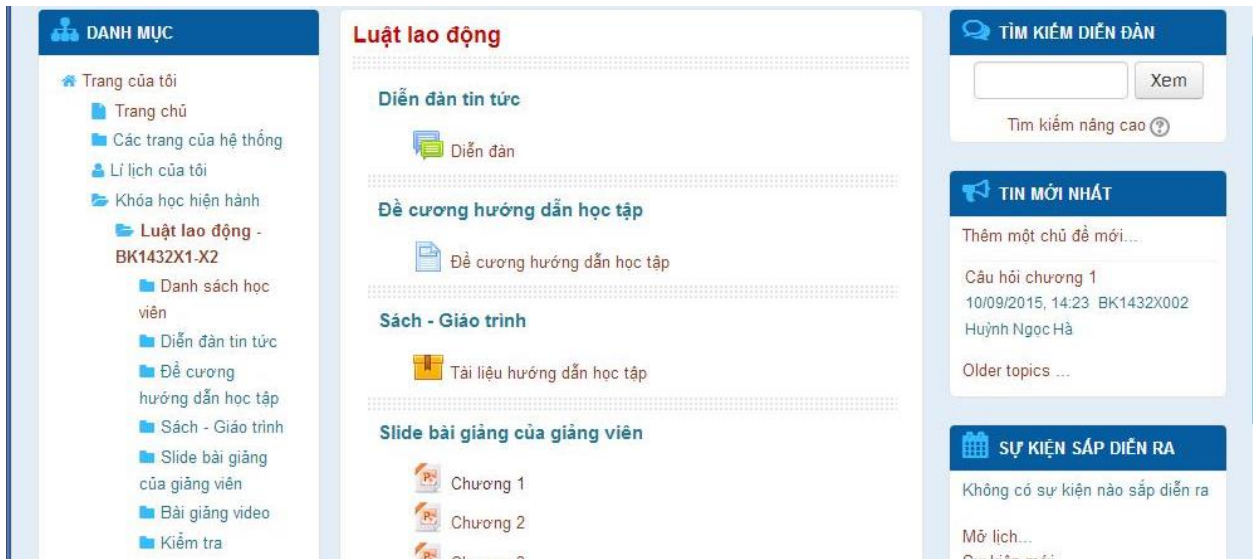 DANH MỤC
Trang của tôi
Trang chủ
Các trang của hệ thống
Lí lịch của tôi
Khóa học hiện hành
Luật lao động -
BK1432X1-X2
Danh sách học
viên
Diễn đàn tin tức
Đề cương
hướng dẫn học tập
Sách - Giáo trình
Slide bài giảng
của giảng viên
Bài giảng video
Kiểm tra
Luật lao động
Diễn đàn tin tức
Diễn đàn
Đề cương hướng dẫn học tập
Đề cương hướng dẫn học tập
Sách - Giáo trình
Tài liệu hướng dẫn học tập
Slide bài giảng của giảng viên
Chương 1
Chương 2
TÌM KIẾM DIỄN ĐÀN
Xem
Tìm kiếm nâng cao
TIN MỚI NHẤT
Thêm một chủ đề mới...
Câu hỏi chương 1
10/09/2015, 14:23 BK1432X002
Huỳnh Ngọc Hà
Older topics ...
SỰ KIỆN SẮP DIỄN RA
Không có sự kiện nào sắp diễn ra
Mở lịch...